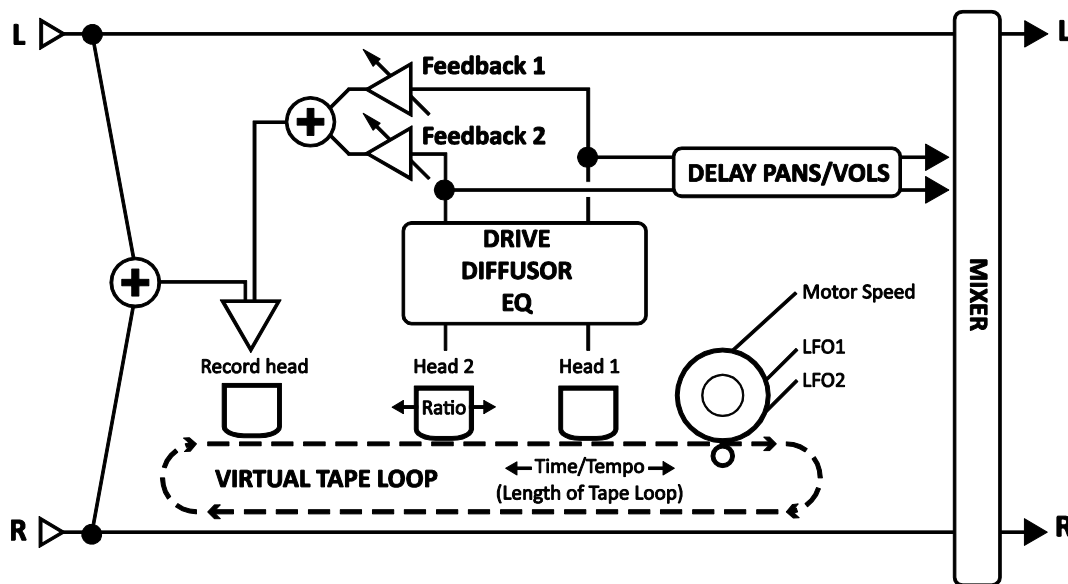 L
L
Feedback 1
Feedback 2
DELAY PANS/VOLS
DRIVE
DIFFUSOR
EQ
MIXER
Motor Speed
LFO1
LFO2
Record head
Head 2
Head 1
Ratio
VIRTUAL TAPE LOOP
Time/Tempo
(Length of Tape Loop)
R
R